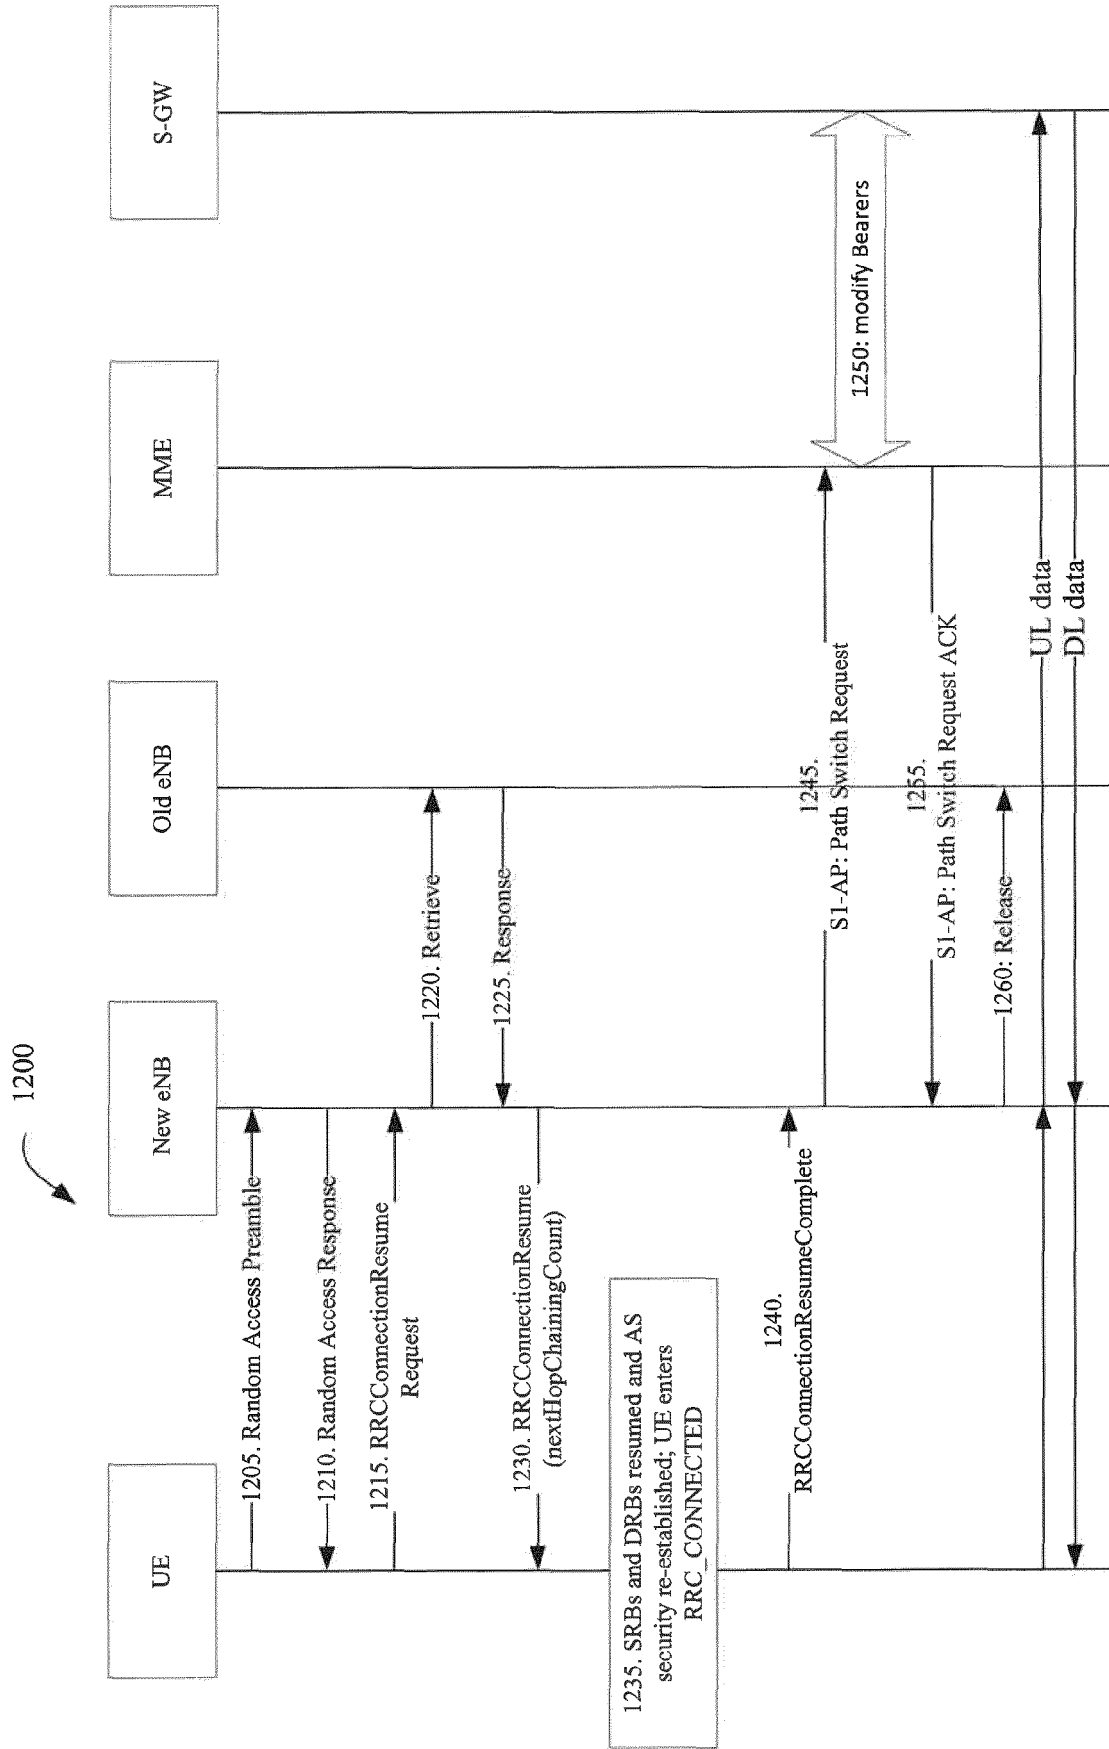 1200
UE
New eNB
Old eNB
MME
S-GW
1205. Random Access Preamble
1210. Random Access Response
1215. RRCConnectionResume
Request
1220. Retrieve
1225. Response
1230. RRCConnectionResume
(nextHopChainingCount)
1235. SRBs and DRBs resumed and AS
security re-established; UE enters
RRC_CONNECTED
1240.
RRCConnectionResumeComplete
1245.
S1-AP: Path Switch Request
1250: modify Bearers
1255.
S1-AP: Path Switch Request ACK
1260: Release
UL data
DL data